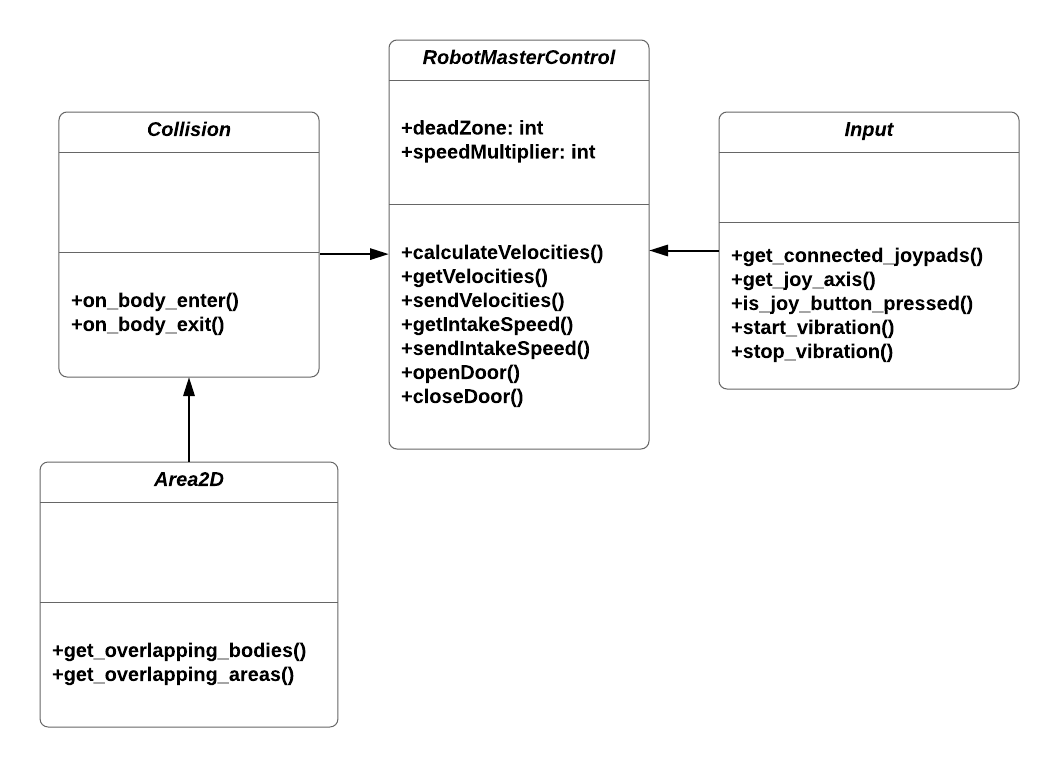 RobotMasterControl
+deadZone: int
+speedMultiplier: int
+calculateVelocities()
+getVelocities()
+sendVelocities()
+getIntakeSpeed()
+sendIntakeSpeed()
+openDoor()
+closeDoor()
Collision
+on_body_enter()
+on_body_exit()
Input
+get_connected_joypads()
+get_joy_axis()
+is_joy_button_pressed()
+start_vibration()
+stop_vibration()
Area2D
+get_overlapping_bodies()
+get_overlapping_areas()